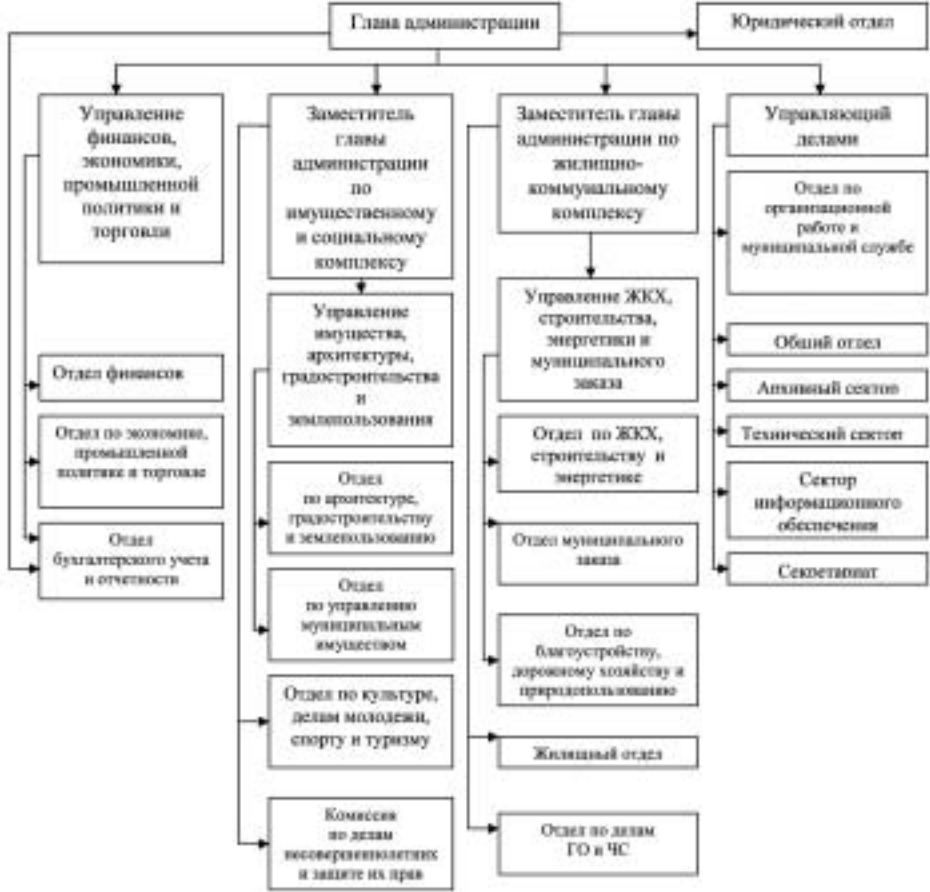 Глава администрации
Юридический отдел
Управление
финансов,
экономики,
промышленной
политики и
торговли
Отдел финансов
Отдел по экономике,
промышленной
политике и торговле
Отдел
бухгалтерского учета
и отчетности
Заместитель
главы
администрации
по
имущественному
и социальному
комплексу
Управление
имущества,
архитектуры,
градостроительства
и
землепользования
Отдел
по архитектуре,
градостроительству
и землепользованию
Отдел
по управлению
муниципальным
имуществом
Отдел по культуре,
делам молодежи,
спорту и туризму
Комиссия
по делам
несовершеннолетних
и защите их прав
Заместитель главы
администрации по
жилищно-
коммунальному
комплексу
Управление ЖКХ,
строительства,
энергетики и
муниципального
заказа
Отдел по ЖКХ,
строительству и
энергетике
Отдел муниципального
заказа
Отдел по
благоустройству,
дорожному хозяйству и
природопользованию
Жилищный отдел
Отдел по делам
ГО и ЧС
Управляющий
делами
Отдел по
организационной
работе и
муниципальной службе
Общий отдел
Архивный сектор
Технический сектор
Сектор
информационного
обеспечения
Секретариат